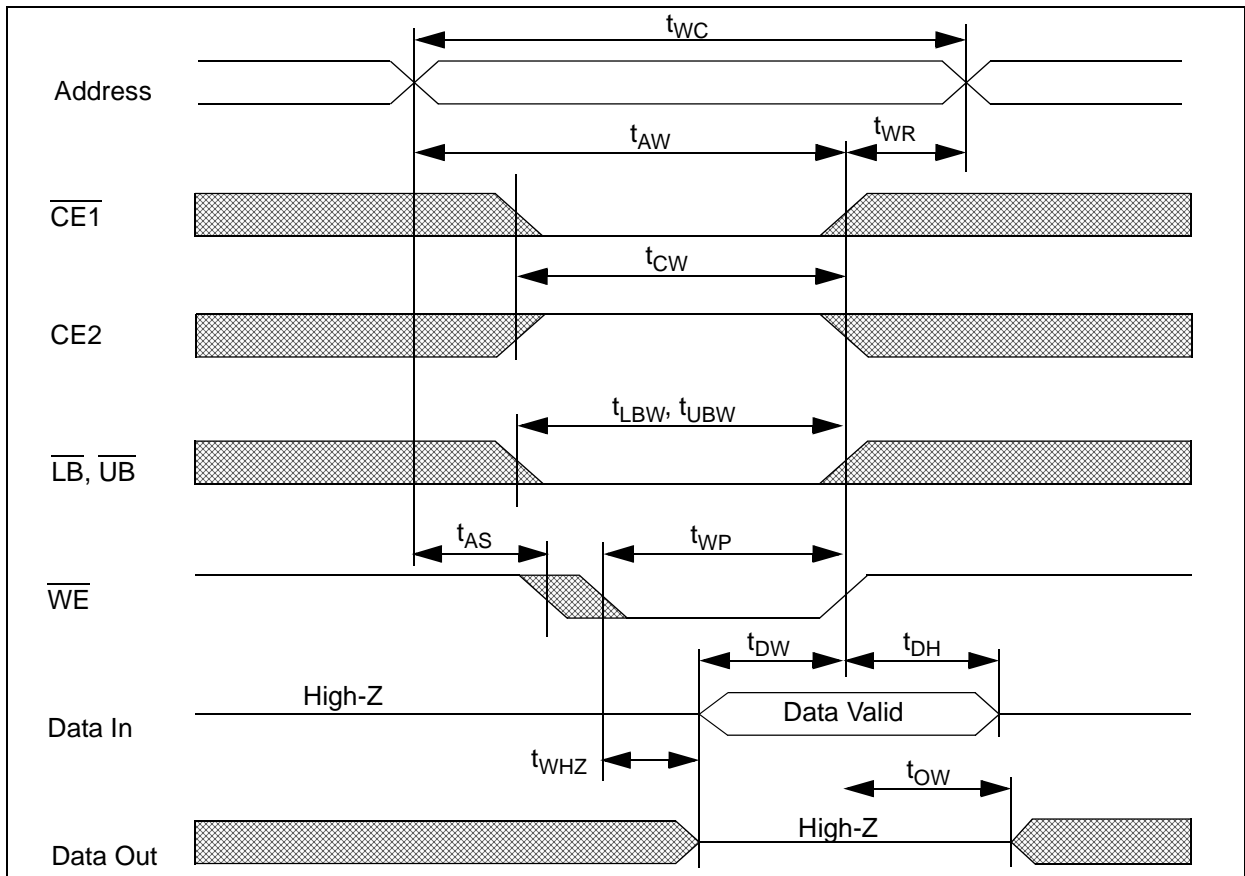 tWC
Address
tAW
tWR
CE1
tCW
CE2
tLBW, tUBW
LB, UB
tAS
tWP
WE
tDW
tDH
High-Z
Data Valid
Data In
tWHZ
tOW
High-Z
Data Out